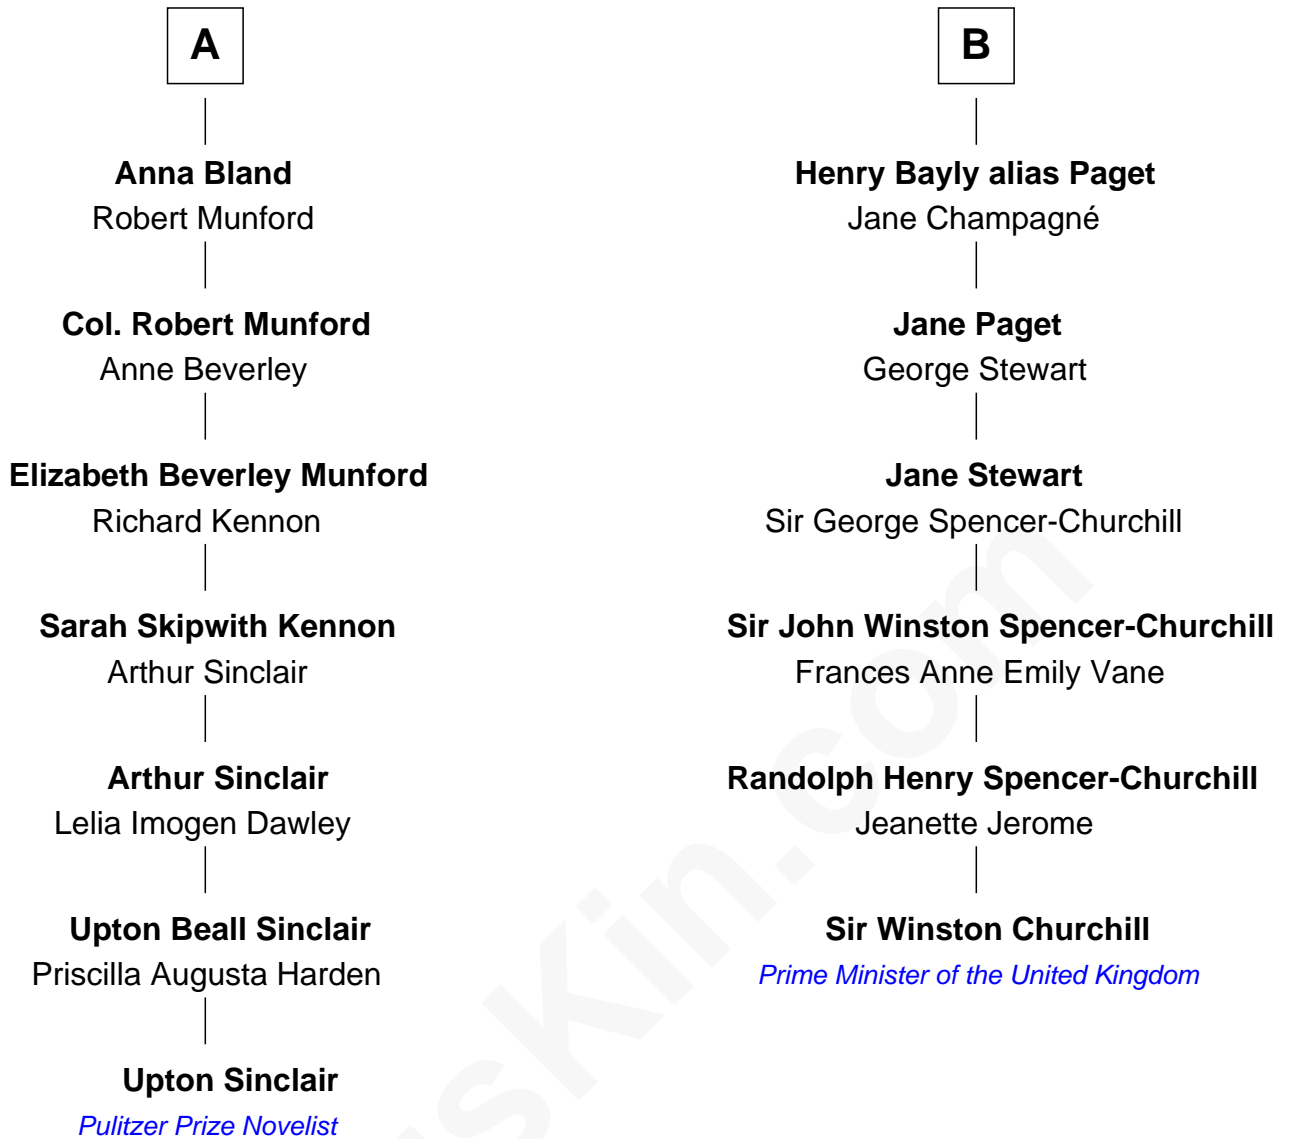 A
Anna Bland
Robert Munford
Col. Robert Munford
Anne Beverley
Elizabeth Beverley Munford
Richard Kennon
Sarah Skipwith Kennon
Arthur Sinclair
Arthur Sinclair
Lelia Imogen Dawley
Upton Beall Sinclair
Priscilla Augusta Harden
Upton Sinclair
Pulitzer Prize Novelist
B
Henry Bayly alias Paget
Jane Champagné
Jane Paget
George Stewart
Jane Stewart
Sir George Spencer-Churchill
Sir John Winston Spencer-Churchill
Frances Anne Emily Vane
Randolph Henry Spencer-Churchill
Jeanette Jerome
Sir Winston Churchill
Prime Minister of the United Kingdom